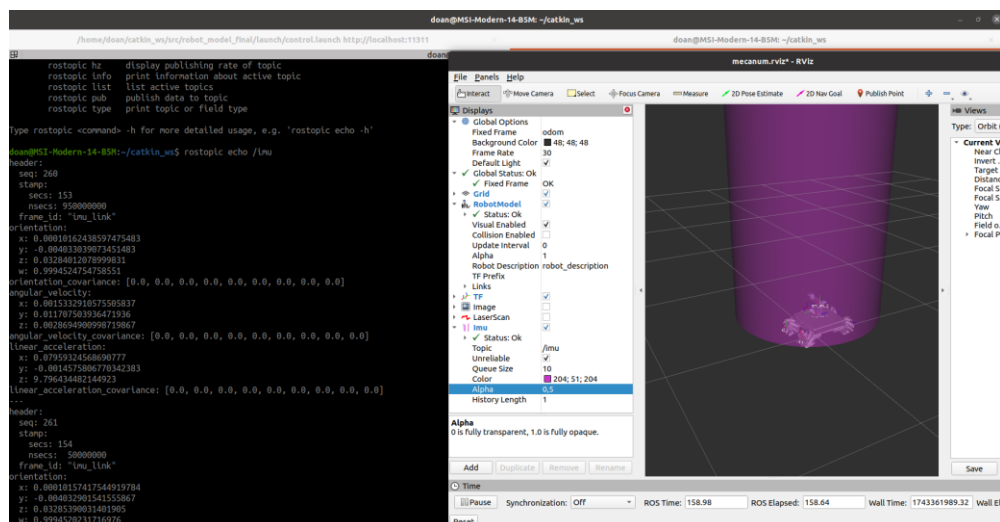 doan@MSI-Modern-14-B5M: ~/catkin_ws
/home/doan/catkin_ws/src/robot_model_final/launch/control.launch http://localhost:11311
doan@MSI-Modern-14-B5M: ~/catkin_ws
doan
rostopic hz display publishing rate of topic
rostopic info print information about active topic
rostopic list list active topics
rostopic pub publish data to topic
rostopic type print topic or field type
Type rostopic <command> -h for more detailed usage, e.g. 'rostopic echo -h'
doan@MSI-Modern-14-B5M:~/catkin_ws$ rostopic echo /imu
header:
seq: 260
stamp:
secs: 153
nsecs: 950000000
frame_id: "imu_link"
orientation:
x: 0.00010162438597475483
y: -0.004033039073451483
z: 0.03284012078999831
w: 0.9994524754758551
orientation_covariance: [0.0, 0.0, 0.0, 0.0, 0.0, 0.0, 0.0, 0.0, 0.0]
angular_velocity:
x: 0.0015332910575505837
y: 0.011707503936471936
z: 0.0028694900998719867
angular_velocity_covariance: [0.0, 0.0, 0.0, 0.0, 0.0, 0.0, 0.0, 0.0, 0.0]
linear_acceleration:
x: 0.07959324568690777
y: -0.0014575806770342383
z: 9.796434482144923
linear_acceleration_covariance: [0.0, 0.0, 0.0, 0.0, 0.0, 0.0, 0.0, 0.0, 0.0]
---
header:
seq: 261
stamp:
secs: 154
nsecs: 50000000
frame_id: "imu_link"
orientation:
x: 0.00010157417544919784
y: -0.004032901541555867
z: 0.03285390031401905
w: 0.9994520231716976
mecanum.rviz* - RViz
File Panels Help
Interact Move Camera Select Focus Camera Measure 2D Pose Estimate 2D Nav Goal Publish Point
Displays
Global Options
Fixed Frame odom
Background Color 48; 48; 48
Frame Rate 30
Default Light
Global Status: Ok
Fixed Frame OK
Grid
RobotModel
Status: Ok
Visual Enabled
Collision Enabled
Update Interval 0
Alpha 1
Robot Description robot_description
TF Prefix
Links
TF
Image
LaserScan
Imu
Status: Ok
Topic /imu
Unreliable
Queue Size 10
Color 204; 51; 204
Alpha 0,5
History Length 1
Alpha
0 is fully transparent, 1.0 is fully opaque.
Add Duplicate Remove Rename
Views
Type: Orbit
Current V
Near Cl
Invert .
Target
Distanc
Focal S
Focal S
Yaw
Pitch
Field o.
Focal P
Save
Time
Pause Synchronization: Off ROS Time: 158.98 ROS Elapsed: 158.64 Wall Time: 1743361989.32 Wall El
Reset